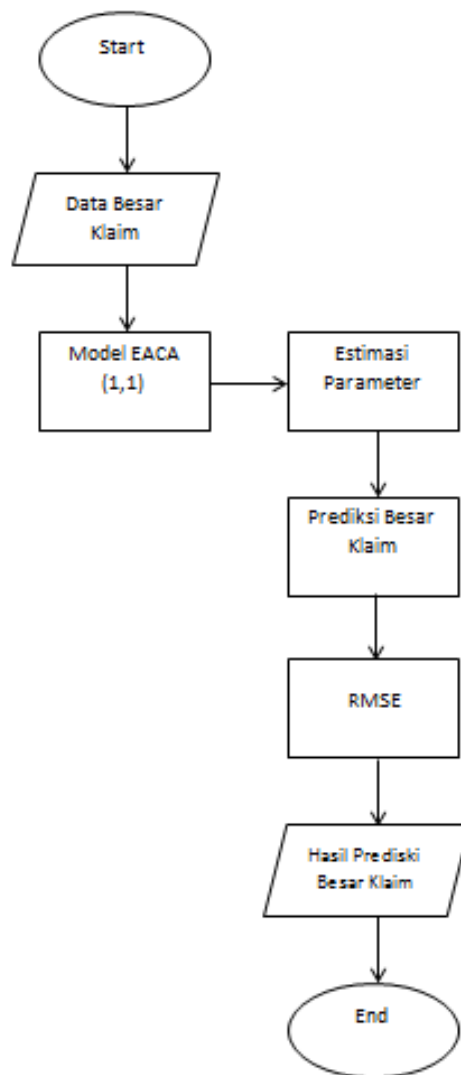 Start
Data Besar
Klaim
Model EACA
(1,1)
Estimasi
Parameter
Prediksi Besar
Klaim
RMSE
Hasil Prediski
Besar Klaim
End